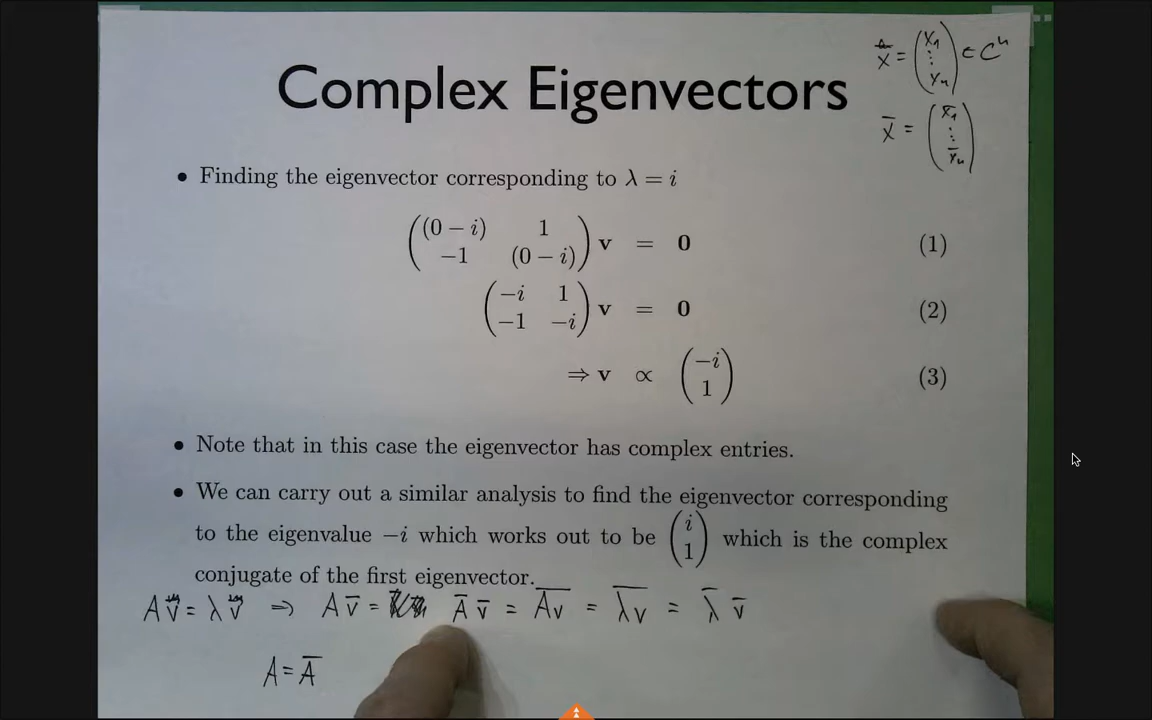 Complex Eigenvectors
x = (x₁ ⋮ xₙ) ∈ Cⁿ
x̄ = (x̄₁ ⋮ x̄ₙ)
• Finding the eigenvector corresponding to λ = i
((0 − i) 1 −1 (0 − i)) v = 0 (1)
(−i 1 −1 −i) v = 0 (2)
⇒ v ∝ (−i 1) (3)
• Note that in this case the eigenvector has complex entries.
• We can carry out a similar analysis to find the eigenvector corresponding
to the eigenvalue −i which works out to be (i 1) which is the complex
conjugate of the first eigenvector.
Av = λv ⇒ Av̄ = Āv̄ = A̅v̅ = λ̅v̅ = λ̄ v̄
A = Ā